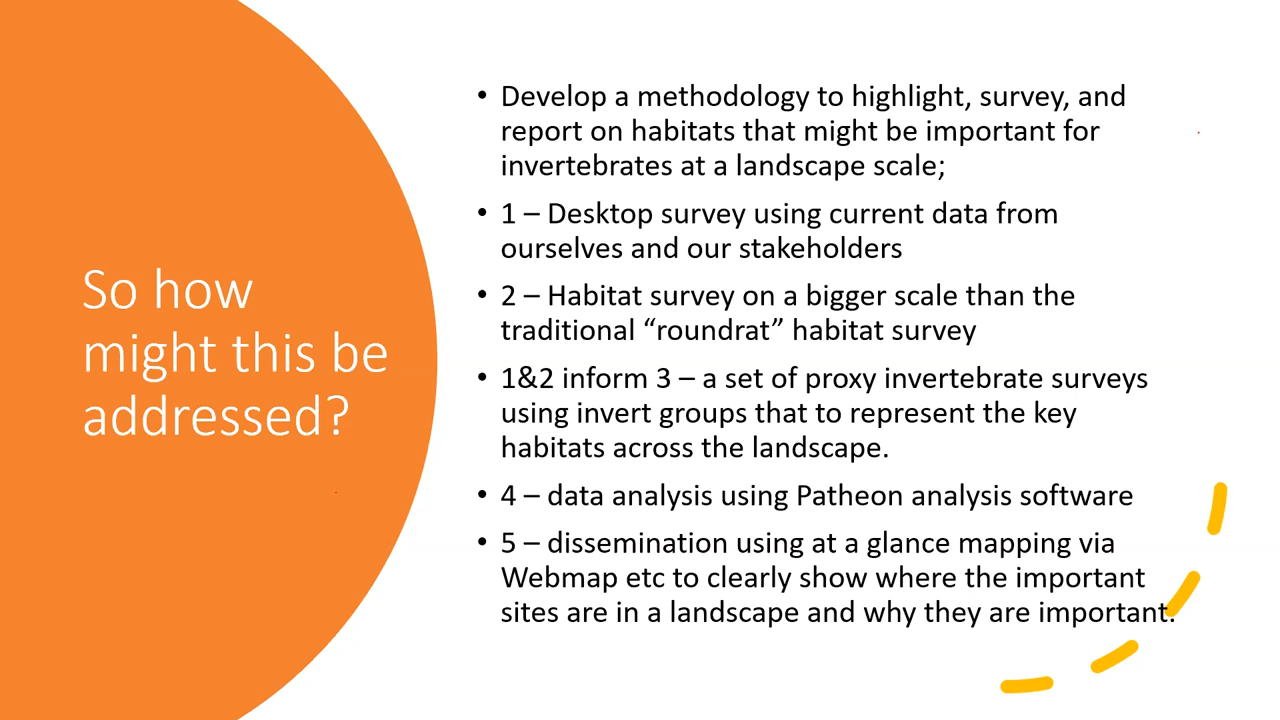 So how
might this be
addressed?
• Develop a methodology to highlight, survey, and
report on habitats that might be important for
invertebrates at a landscape scale;
• 1 – Desktop survey using current data from
ourselves and our stakeholders
• 2 – Habitat survey on a bigger scale than the
traditional “roundrat” habitat survey
• 1&2 inform 3 – a set of proxy invertebrate surveys
using invert groups that to represent the key
habitats across the landscape.
• 4 – data analysis using Patheon analysis software
• 5 – dissemination using at a glance mapping via
Webmap etc to clearly show where the important
sites are in a landscape and why they are important.